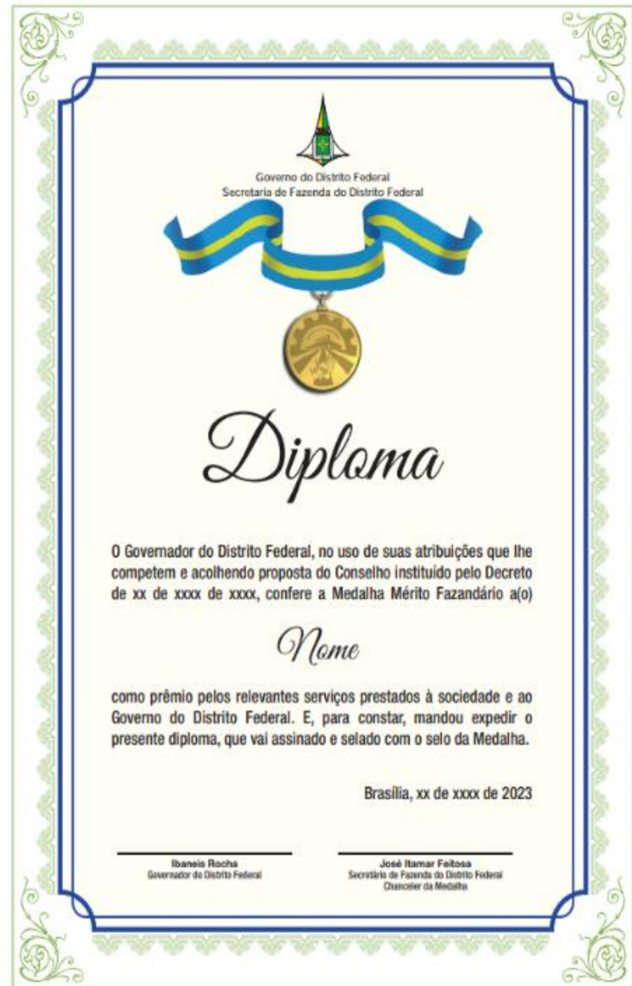 Governo do Distrito Federal
Secretaria de Fazenda do Distrito Federal
Diploma
O Governador do Distrito Federal, no uso de suas atribuições que lhe
competem e acolhendo proposta do Conselho instituído pelo Decreto
de xx de xxxx de xxxx, confere a Medalha Mérito Fazandário a(o)
Nome
como prêmio pelos relevantes serviços prestados à sociedade e ao
Governo do Distrito Federal. E, para constar, mandou expedir o
presente diploma, que vai assinado e selado com o selo da Medalha.
Brasília, xx de xxxx de 2023
Ibaneis Rocha
Governador do Distrito Federal
José Itamar Feitosa
Secretário de Fazenda do Distrito Federal
Chanceler da Medalha